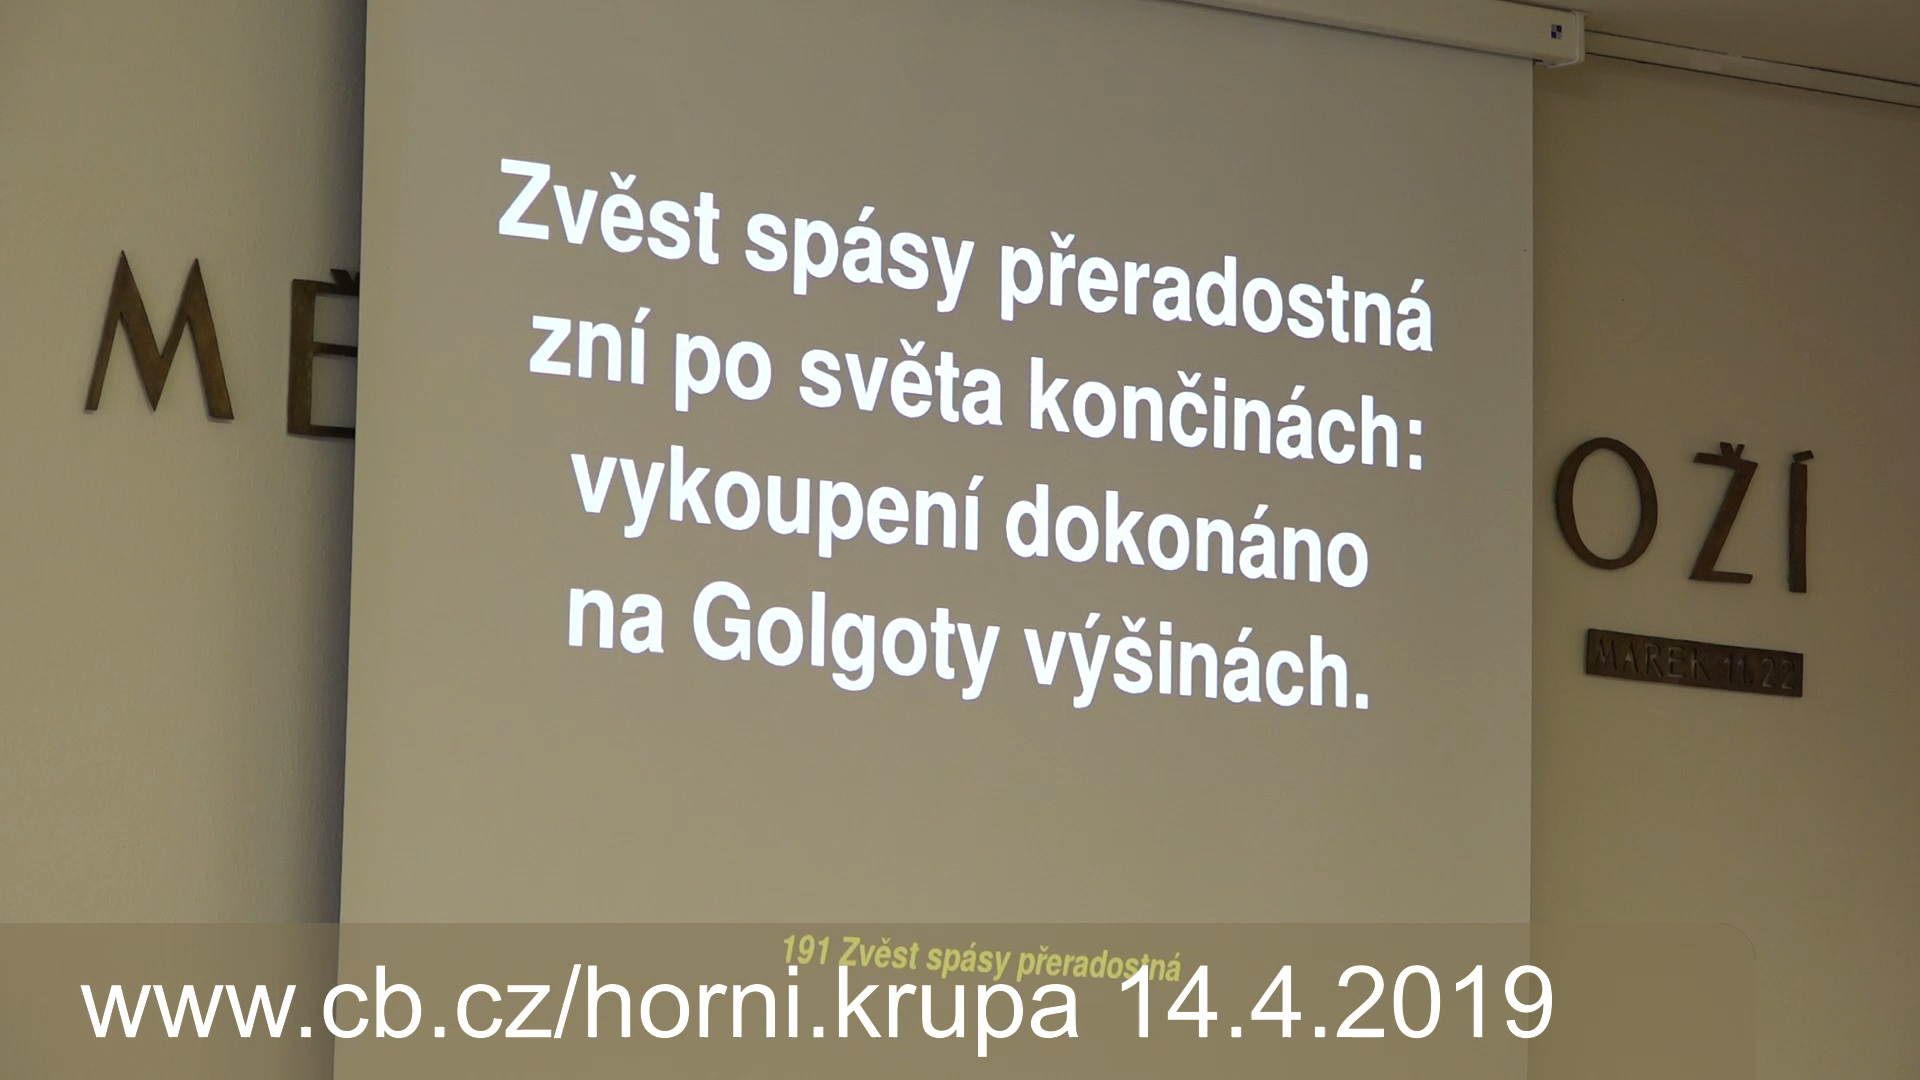 Zvěst spásy přeradostná
zní po světa končinách:
vykoupení dokonáno
na Golgoty výšinách.
MĚ
OŽÍ
MAREK 11.22
191 Zvěst spásy přeradostná
www.cb.cz/horni.krupa 14.4.2019